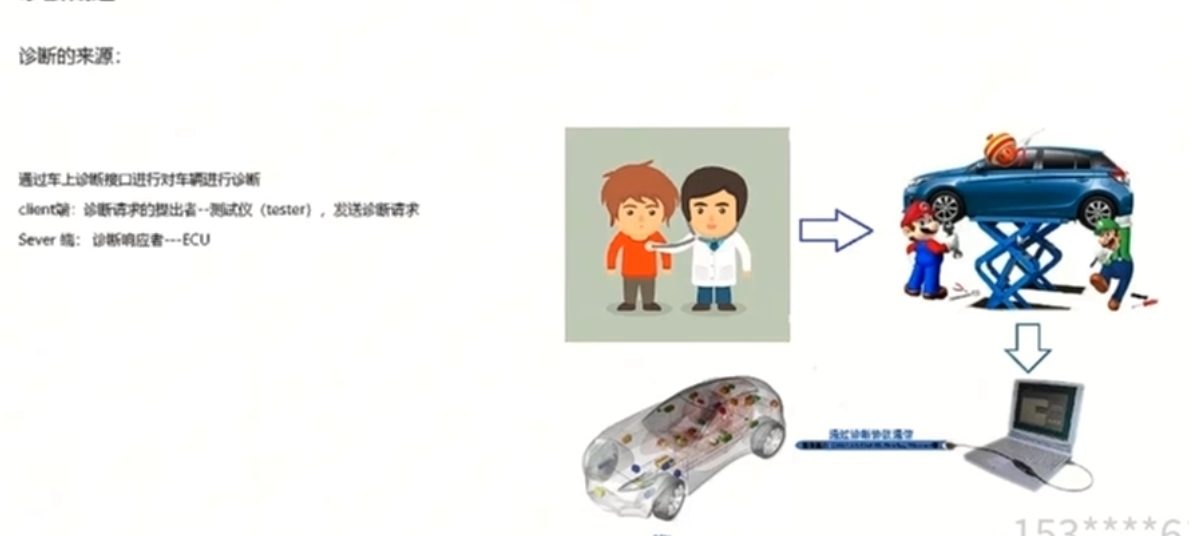 诊断的来源：
通过车上诊断接口进行对车辆进行诊断
client端：诊断请求的提出者--测试仪（tester），发送诊断请求
Sever 端： 诊断响应者---ECU
通过诊断协议通信
153****6